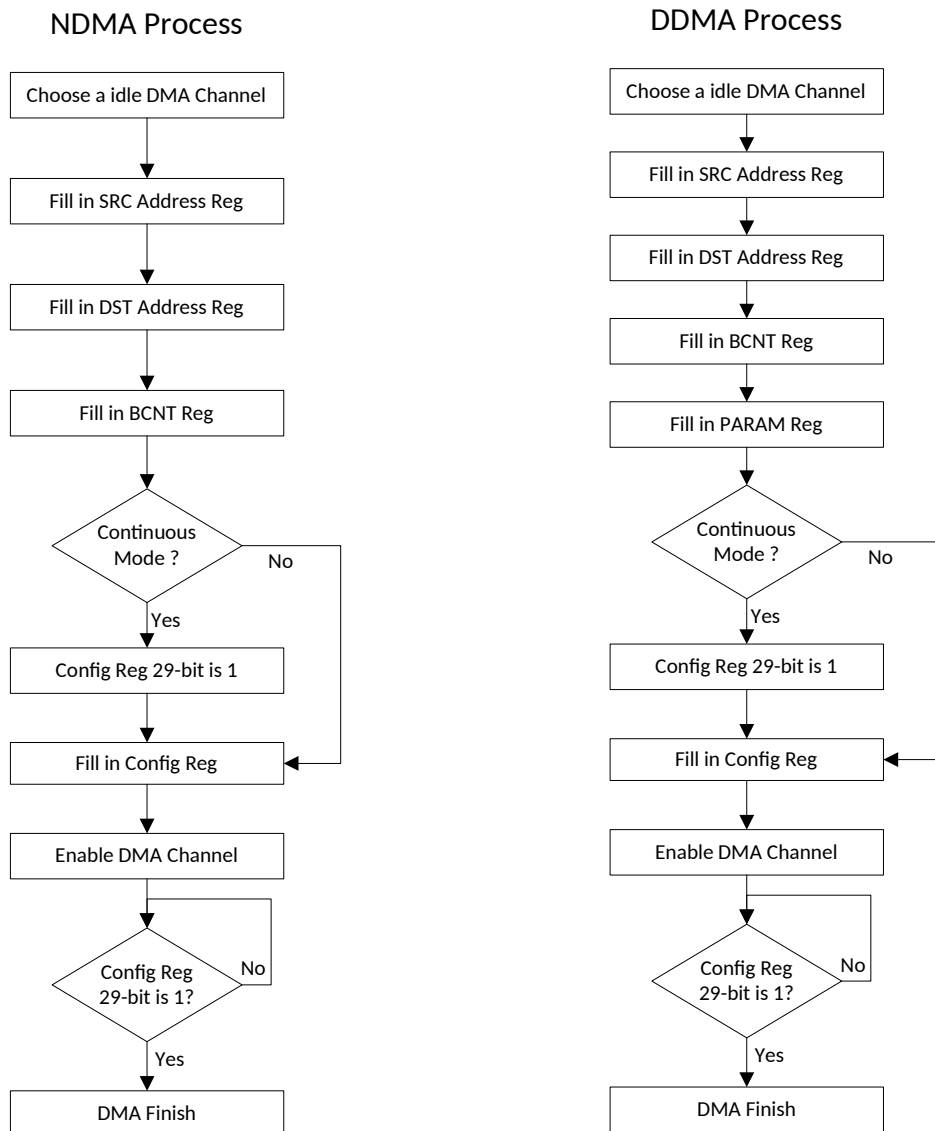 NDMA Process
Choose a idle DMA Channel
Fill in SRC Address Reg
Fill in DST Address Reg
Fill in BCNT Reg
Continuous
Mode ?
No
Yes
Config Reg 29-bit is 1
Fill in Config Reg
Enable DMA Channel
Config Reg
29-bit is 1?
No
Yes
DMA Finish
DDMA Process
Choose a idle DMA Channel
Fill in SRC Address Reg
Fill in DST Address Reg
Fill in BCNT Reg
Fill in PARAM Reg
Continuous
Mode ?
No
Yes
Config Reg 29-bit is 1
Fill in Config Reg
Enable DMA Channel
Config Reg
29-bit is 1?
No
Yes
DMA Finish